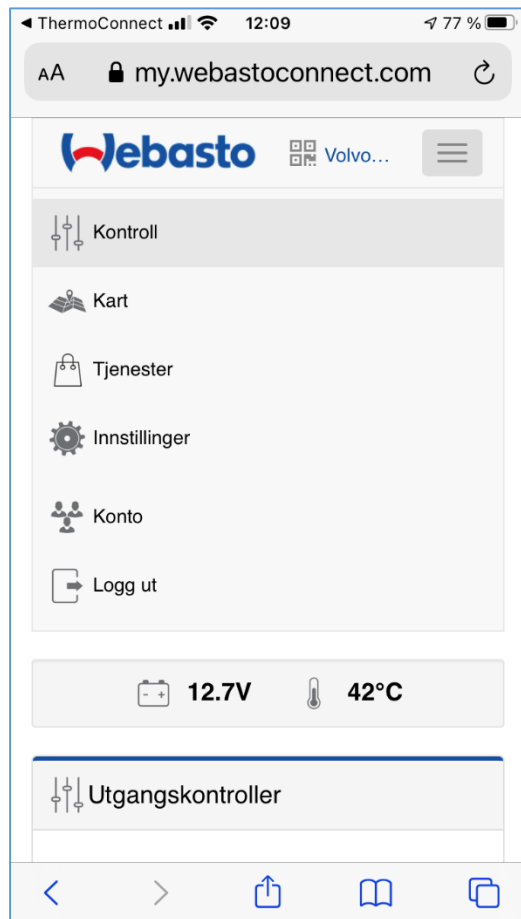 ThermoConnect 12:09 77 %
AA my.webastoconnect.com
Webasto Volvo...
Kontroll
Kart
Tjenester
Innstillinger
Konto
Logg ut
12.7V 42°C
Utgangskontroller